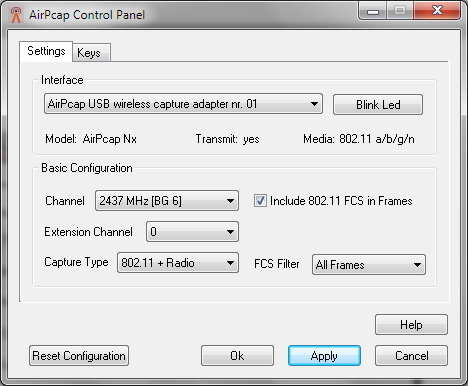 AirPcap Control Panel
Settings
Keys
Interface
AirPcap USB wireless capture adapter nr. 01
Blink Led
Model: AirPcap Nx
Transmit: yes
Media: 802.11 a/b/g/n
Basic Configuration
Channel
2437 MHz [BG 6]
Include 802.11 FCS in Frames
Extension Channel
0
Capture Type
802.11 + Radio
FCS Filter
All Frames
Help
Reset Configuration
Ok
Apply
Cancel